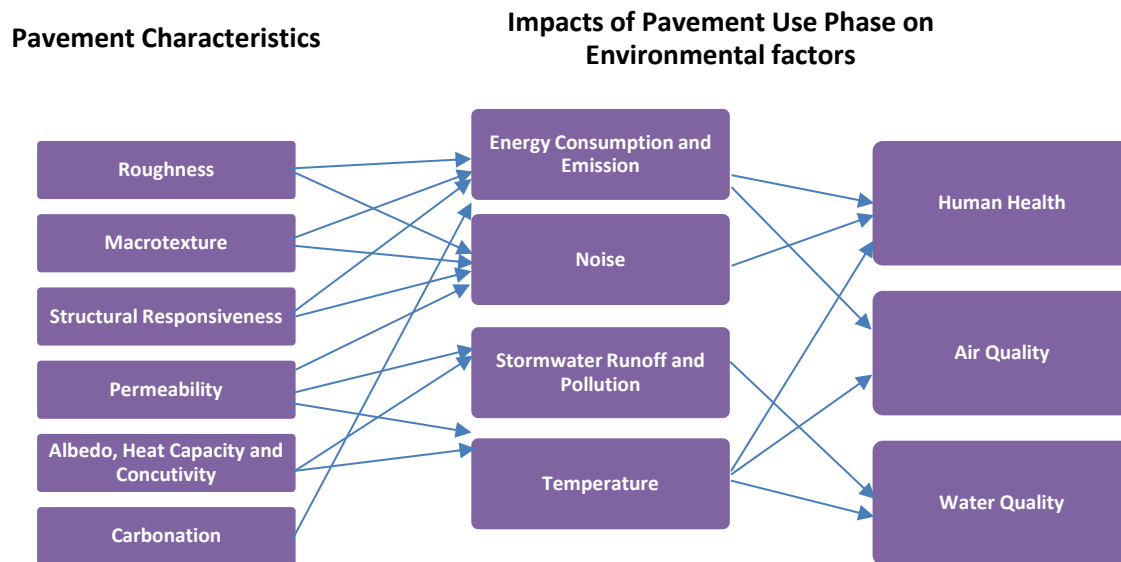 Pavement Characteristics
Impacts of Pavement Use Phase on
Environmental factors
Roughness
Macrotexture
Structural Responsiveness
Permeability
Albedo, Heat Capacity and
Concutivity
Carbonation
Energy Consumption and
Emission
Noise
Stormwater Runoff and
Pollution
Temperature
Human Health
Air Quality
Water Quality